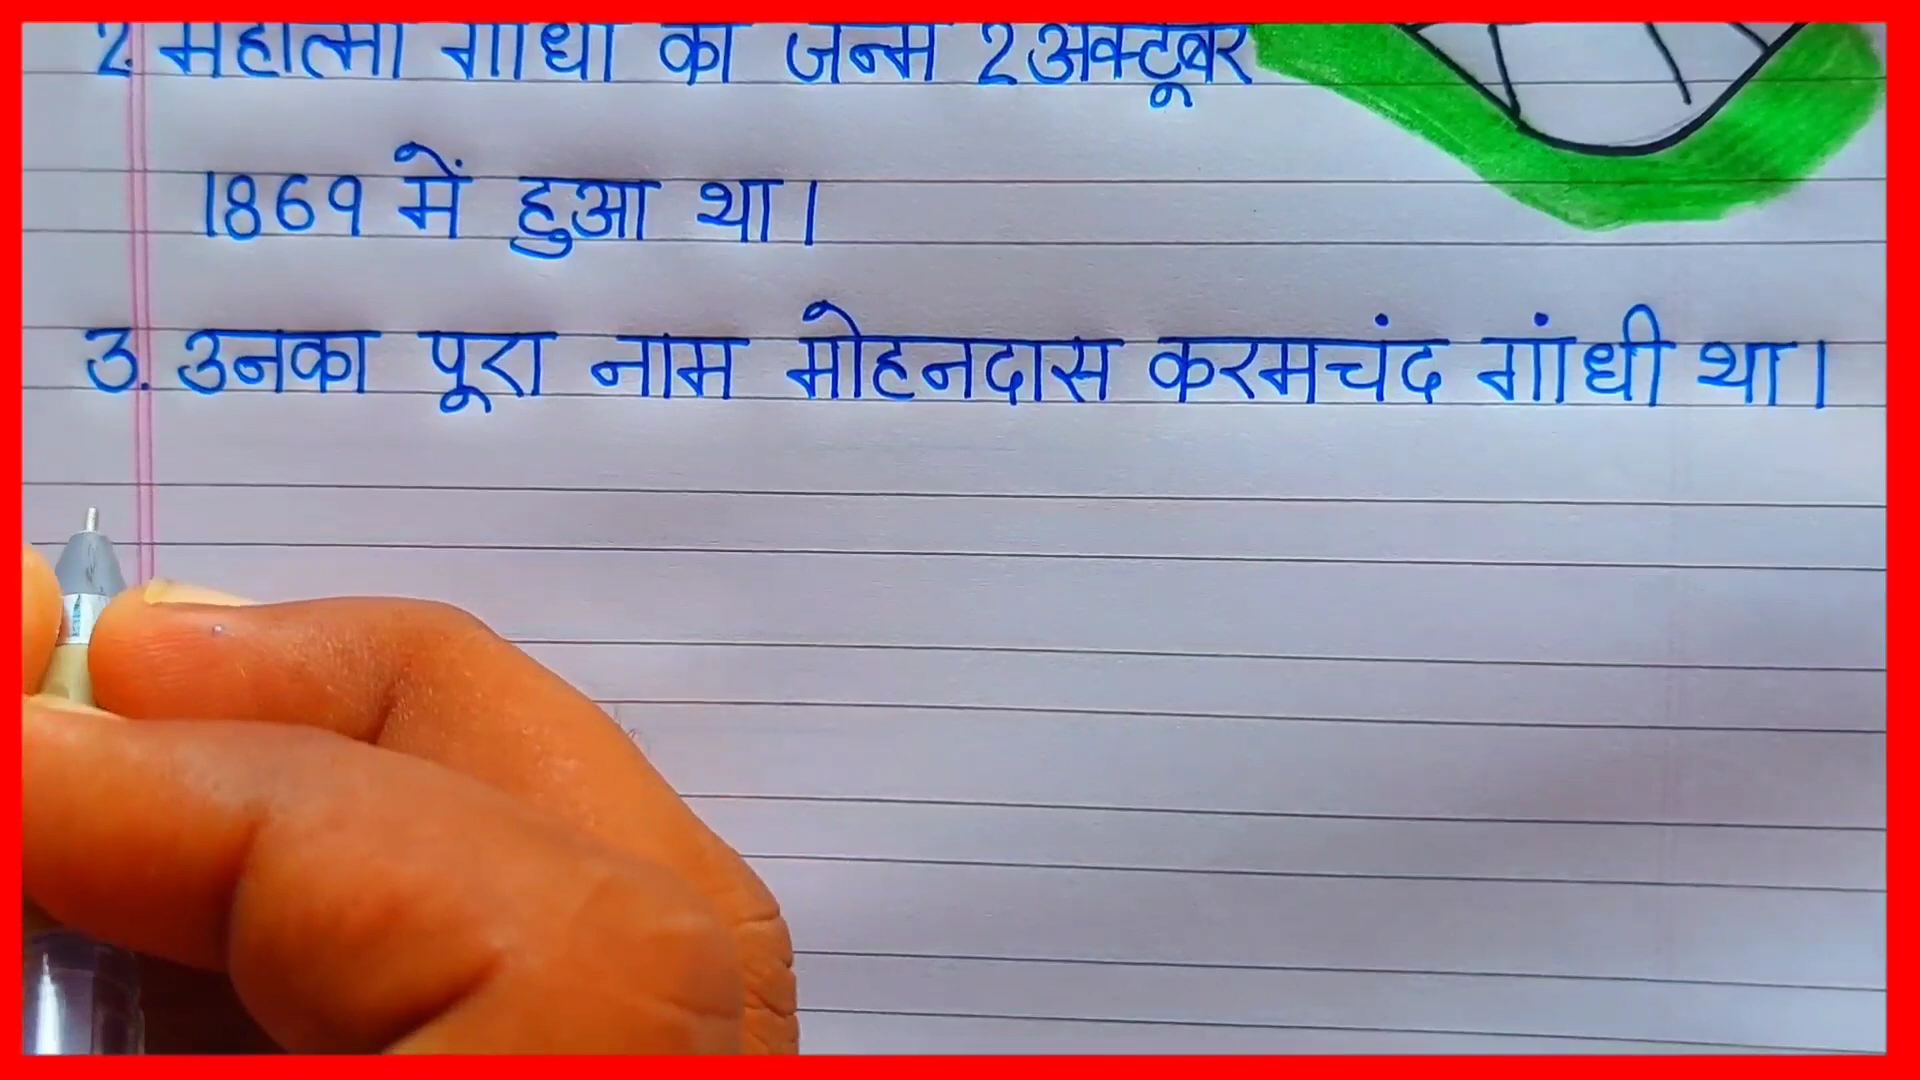 2. महात्मा गांधी का जन्म 2 अक्टूबर
1869 में हुआ था।
3. उनका पूरा नाम मोहनदास करमचंद गांधी था।